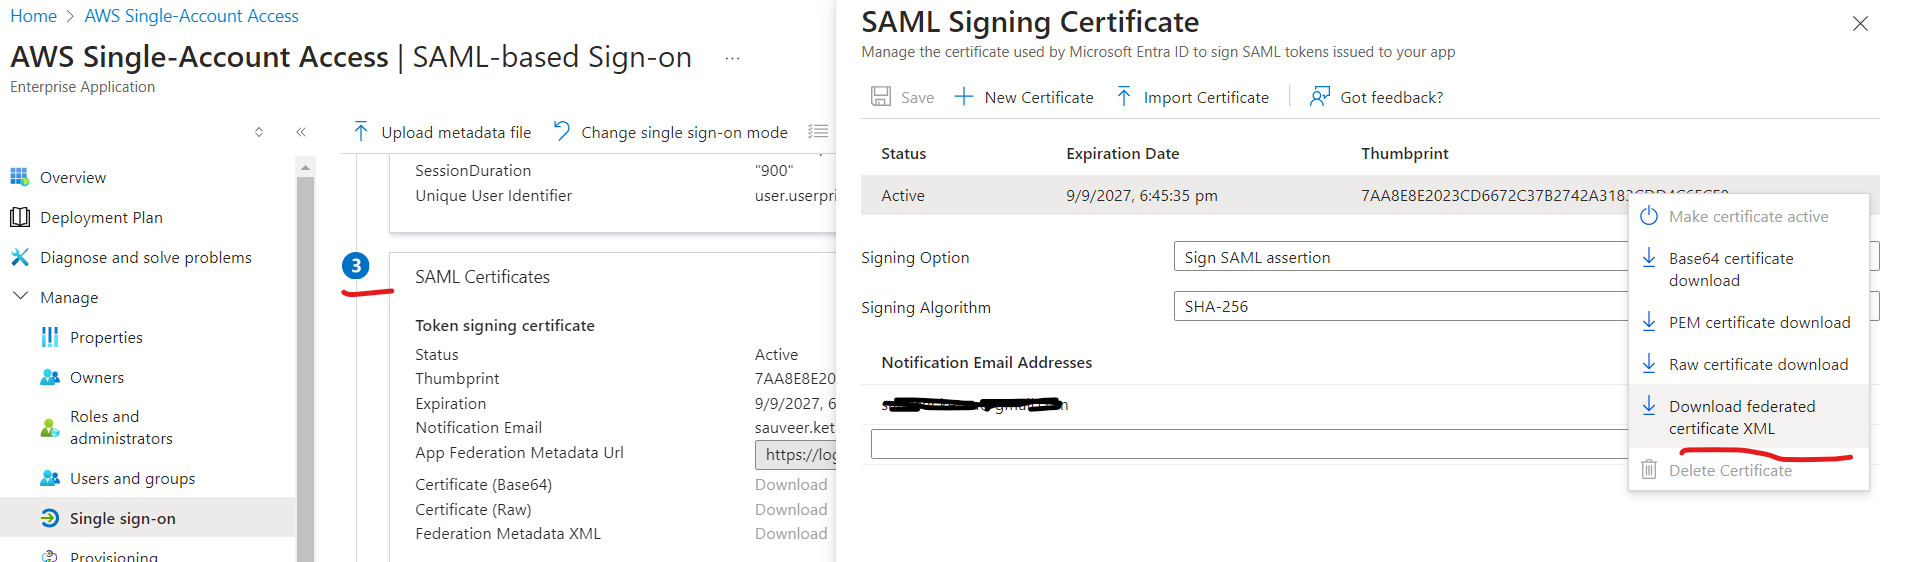 Home > AWS Single-Account Access
AWS Single-Account Access | SAML-based Sign-on ...
Enterprise Application
Overview
Deployment Plan
Diagnose and solve problems
Manage
Properties
Owners
Roles and
administrators
Users and groups
Single sign-on
Provisioning
Upload metadata file
Change single sign-on mode
SessionDuration "900"
Unique User Identifier user.userpri
3
SAML Certificates
Token signing certificate
Status Active
Thumbprint 7AA8E8E20
Expiration 9/9/2027, 6
Notification Email sauveer.ket
App Federation Metadata Url https://log
Certificate (Base64) Download
Certificate (Raw) Download
Federation Metadata XML Download
SAML Signing Certificate
Manage the certificate used by Microsoft Entra ID to sign SAML tokens issued to your app
Save
New Certificate
Import Certificate
Got feedback?
Status Expiration Date Thumbprint
Active 9/9/2027, 6:45:35 pm 7AA8E8E2023CD6672C37B2742A3183
Signing Option Sign SAML assertion
Signing Algorithm SHA-256
Notification Email Addresses
Make certificate active
Base64 certificate
download
PEM certificate download
Raw certificate download
Download federated
certificate XML
Delete Certificate